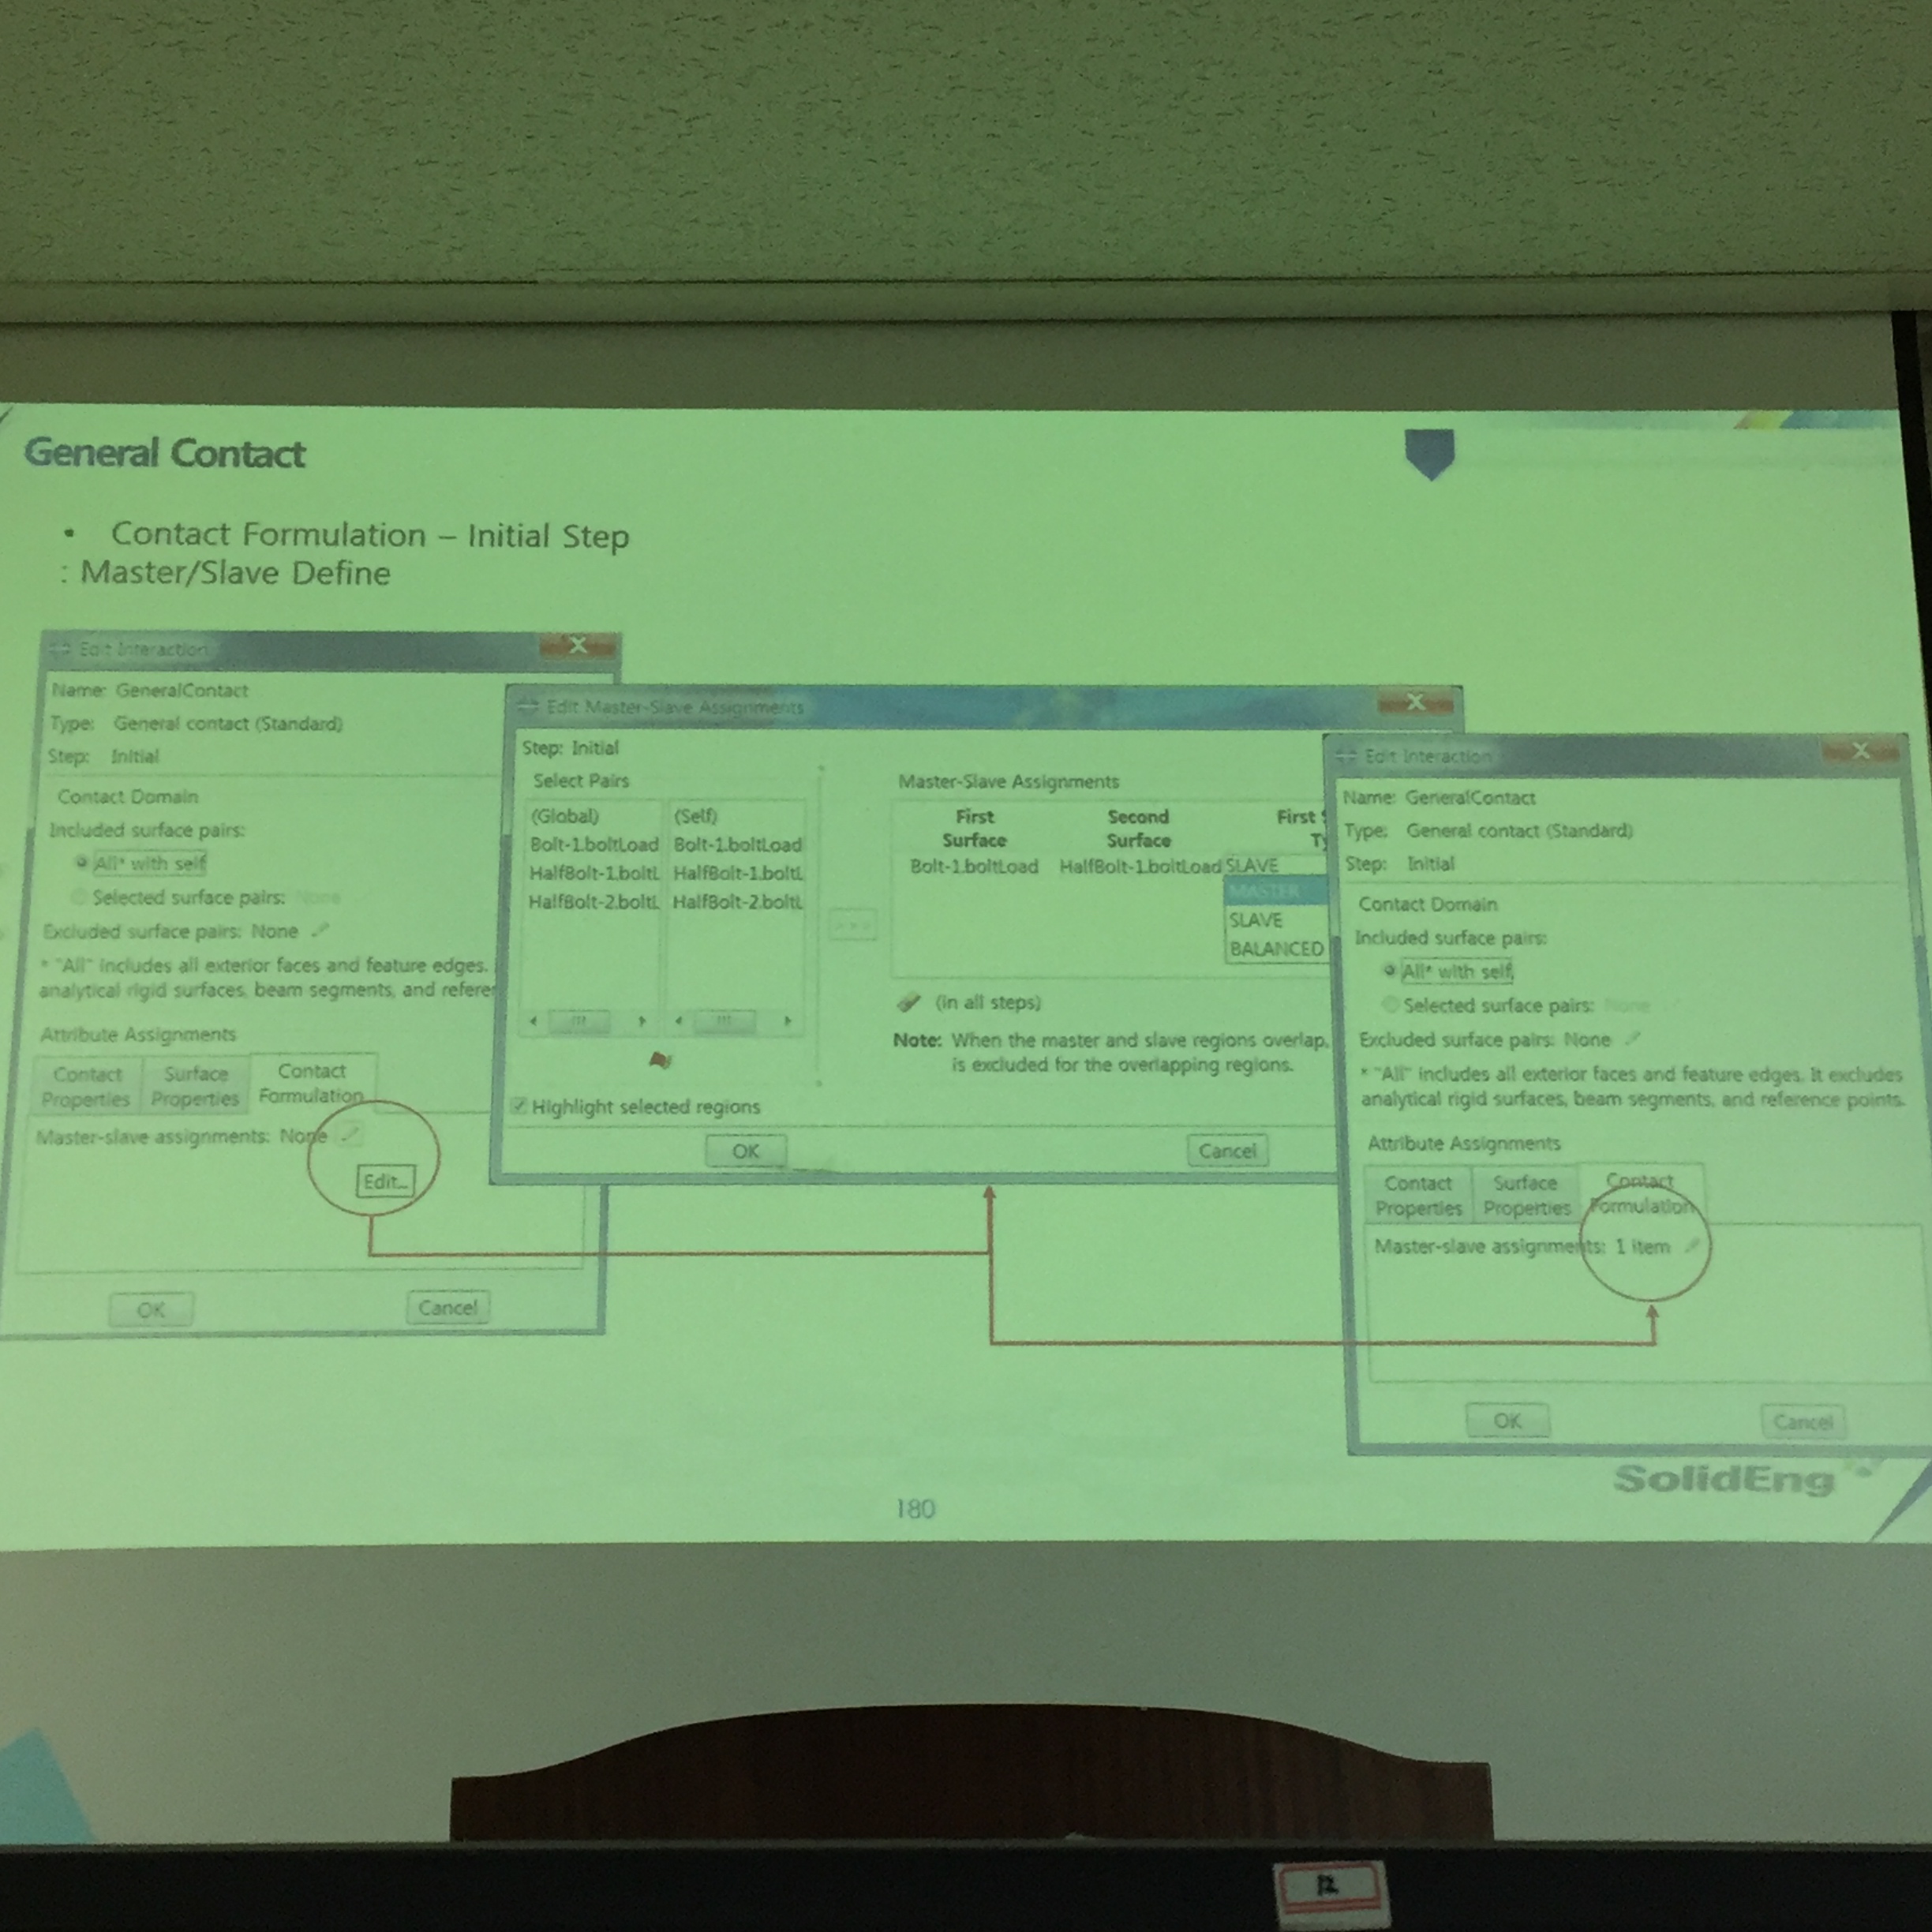 General Contact
• Contact Formulation – Initial Step
: Master/Slave Define
Edit Interaction
Name: GeneralContact
Type: General contact (Standard)
Step: Initial
Contact Domain
Included surface pairs:
All* with self
Selected surface pairs: None
Excluded surface pairs: None
* "All" includes all exterior faces and feature edges.
analytical rigid surfaces, beam segments, and
Attribute Assignments
Contact Properties
Surface Properties
Contact Formulation
Master-slave assignments: None
Edit...
OK
Cancel
Edit Master-Slave Assignments
Step: Initial
Select Pairs
(Global) (Self)
Bolt-1.boltLoad Bolt-1.boltLoad
HalfBolt-1.boltL HalfBolt-1.boltL
HalfBolt-2.boltL HalfBolt-2.boltL
Highlight selected regions
Master-Slave Assignments
First Surface
Second Surface
First
Bolt-1.boltLoad HalfBolt-1.boltLoad SLAVE
MASTER
SLAVE
BALANCED
(in all steps)
Note: When the master and slave regions overlap,
is excluded for the overlapping regions.
OK
Cancel
Edit Interaction
Name: GeneralContact
Type: General contact (Standard)
Step: Initial
Contact Domain
Included surface pairs:
All* with self
Selected surface pairs: None
Excluded surface pairs: None
* "All" includes all exterior faces and feature edges. It excludes
analytical rigid surfaces, beam segments, and reference points.
Attribute Assignments
Contact Properties
Surface Properties
Contact Formulation
Master-slave assignments: 1 item
OK
Cancel
SolidEng
180